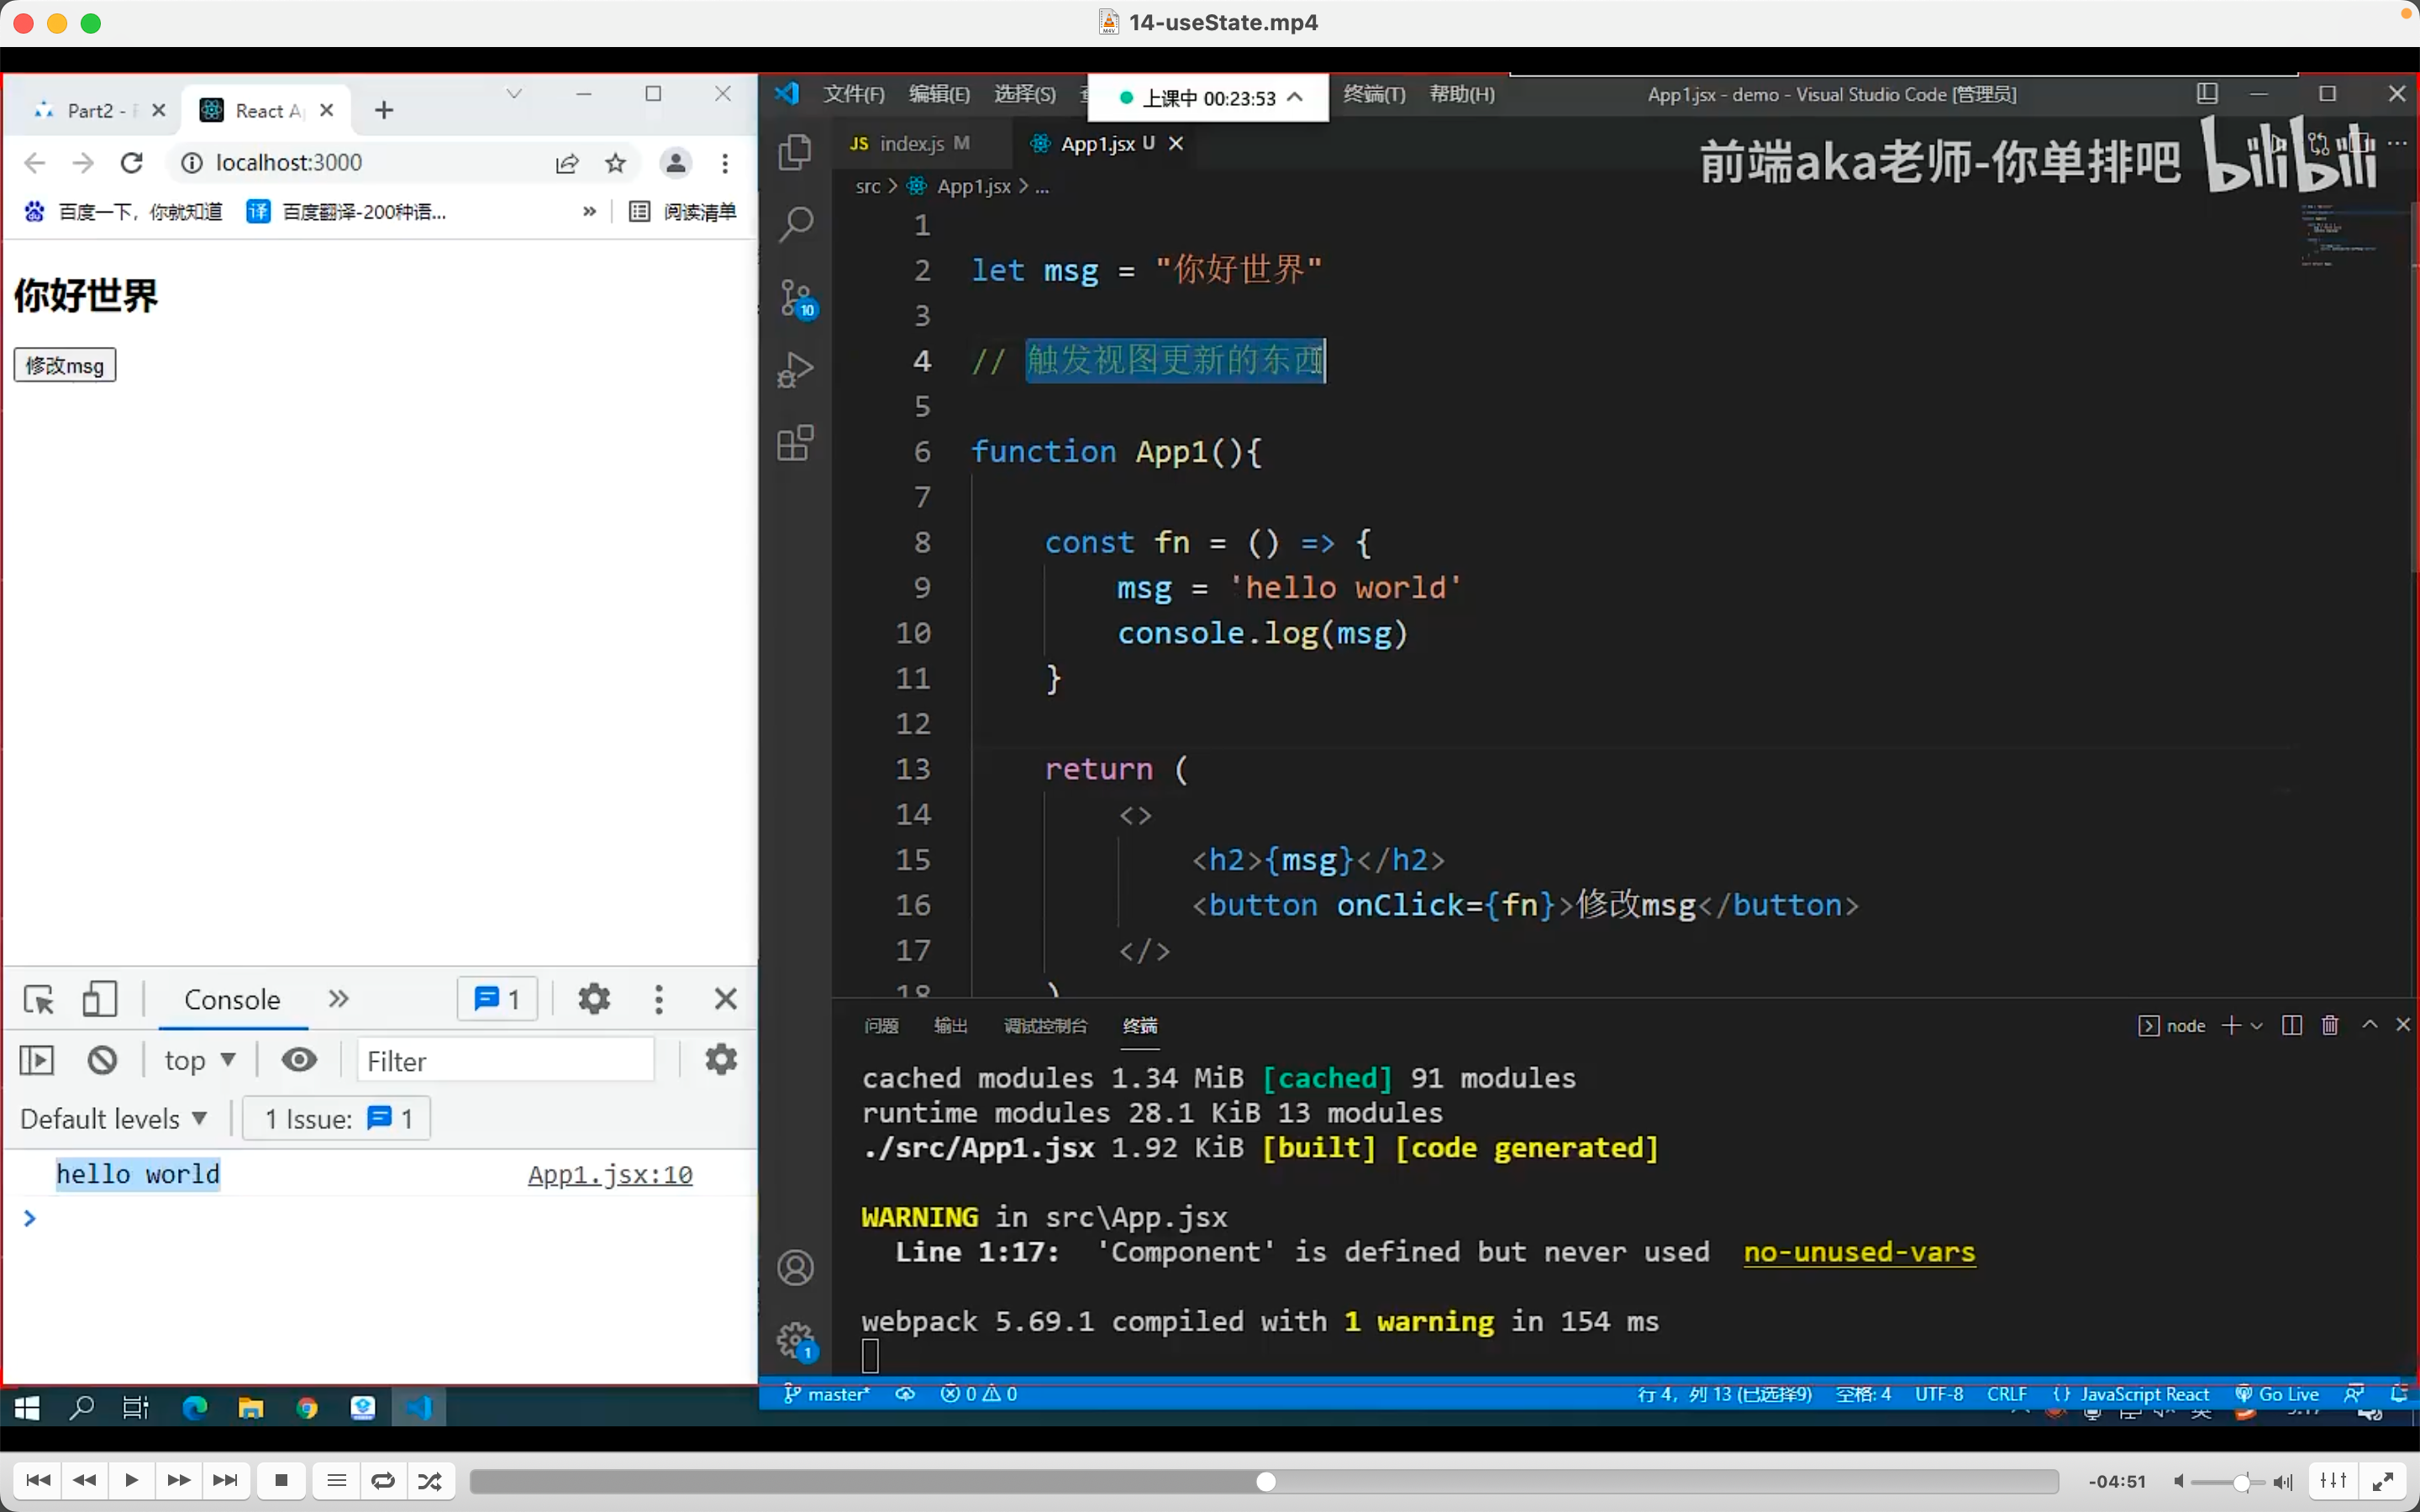 14-useState.mp4
Part2 -
React A
localhost:3000
百度一下，你就知道
译 百度翻译-200种语...
»
阅读清单
你好世界
修改msg
Console
1
top
Filter
Default levels
1 Issue:
1
hello world
App1.jsx:10
文件(F)
编辑(E)
选择(S)
上课中 00:23:53
终端(T)
帮助(H)
App1.jsx - demo - Visual Studio Code [管理员]
JS index.js M
App1.jsx U
前端aka老师-你单排吧 bilibili
src > App1.jsx > ...
1
2 let msg = "你好世界"
3
4 // 触发视图更新的东西
5
6 function App1(){
7
8 const fn = () => {
9 msg = 'hello world'
10 console.log(msg)
11 }
12
13 return (
14 <>
15 <h2>{msg}</h2>
16 <button onClick={fn}>修改msg</button>
17 </>
18 )
10
问题 输出 调试控制台 终端
node
cached modules 1.34 MiB [cached] 91 modules
runtime modules 28.1 KiB 13 modules
./src/App1.jsx 1.92 KiB [built] [code generated]
WARNING in src\App.jsx
Line 1:17: 'Component' is defined but never used no-unused-vars
webpack 5.69.1 compiled with 1 warning in 154 ms
1
master*
0
0
行 4，列 13 (已选择9)
空格: 4
UTF-8
CRLF
{} JavaScript React
Go Live
-04:51